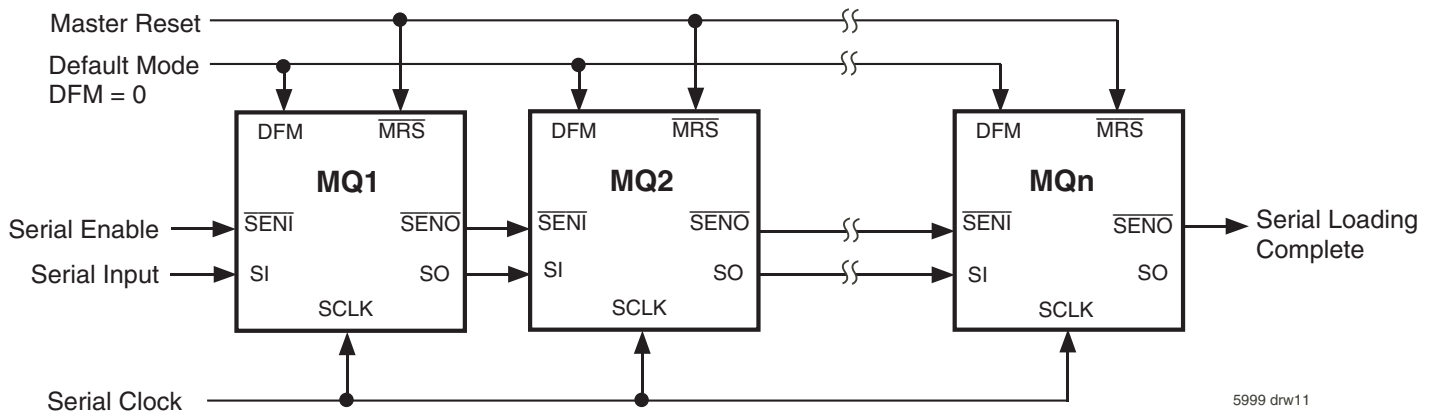 Master Reset
Default Mode
DFM = 0
DFM MRS DFM MRS DFM MRS
MQ1 MQ2 MQn
Serial Enable SENI SENO SENI SENO SENI SENO Serial Loading
Complete
Serial Input SI SO SI SO SI SO
SCLK SCLK SCLK
Serial Clock
5999 drw11